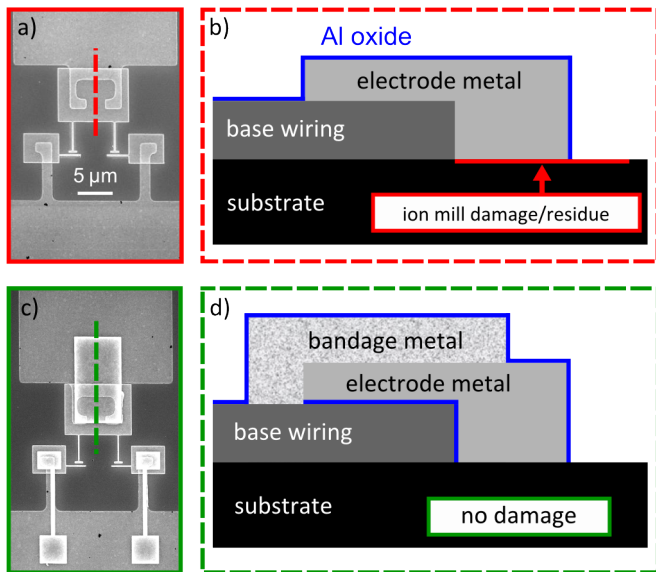 a)
5 µm
b)
Al oxide
electrode metal
base wiring
substrate
ion mill damage/residue
c)
d)
bandage metal
electrode metal
base wiring
substrate
no damage